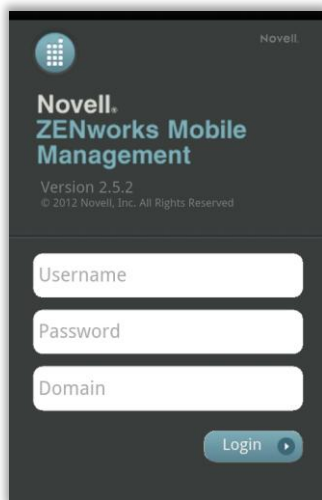 Novell.
Novell®
ZENworks Mobile
Management
Version 2.5.2
© 2012 Novell, Inc. All Rights Reserved
Username
Password
Domain
Login